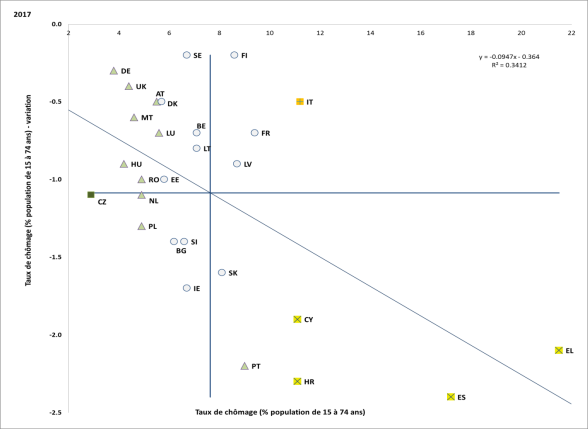 2017
0.0
2 4 6 8 10 12 14 16 18 20 22
SE FI
y = -0.0947x - 0.364
R² = 0.3412
DE
UK
AT
-0.5 DK IT
MT
BE
LU FR
LT
HU LV
-1.0 RO EE
CZ NL
PL
-1.5 SI
BG
SK
IE
CY
-2.0
EL
PT
HR
ES
-2.5
Taux de chômage (% population de 15 à 74 ans)
Taux de chômage (% population de 15 à 74 ans) - variation